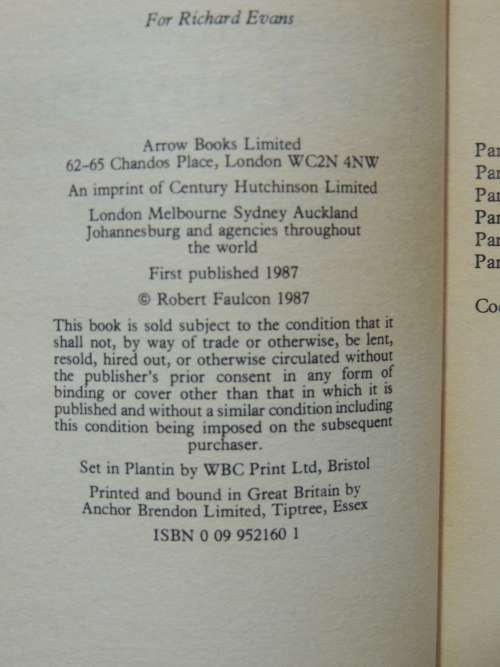 For Richard Evans
Arrow Books Limited
62–65 Chandos Place, London WC2N 4NW
An imprint of Century Hutchinson Limited
London Melbourne Sydney Auckland
Johannesburg and agencies throughout
the world
First published 1987
© Robert Faulcon 1987
This book is sold subject to the condition that it
shall not, by way of trade or otherwise, be lent,
resold, hired out, or otherwise circulated without
the publisher's prior consent in any form of
binding or cover other than that in which it is
published and without a similar condition including
this condition being imposed on the subsequent
purchaser.
Set in Plantin by WBC Print Ltd, Bristol
Printed and bound in Great Britain by
Anchor Brendon Limited, Tiptree, Essex
ISBN 0 09 952160 1